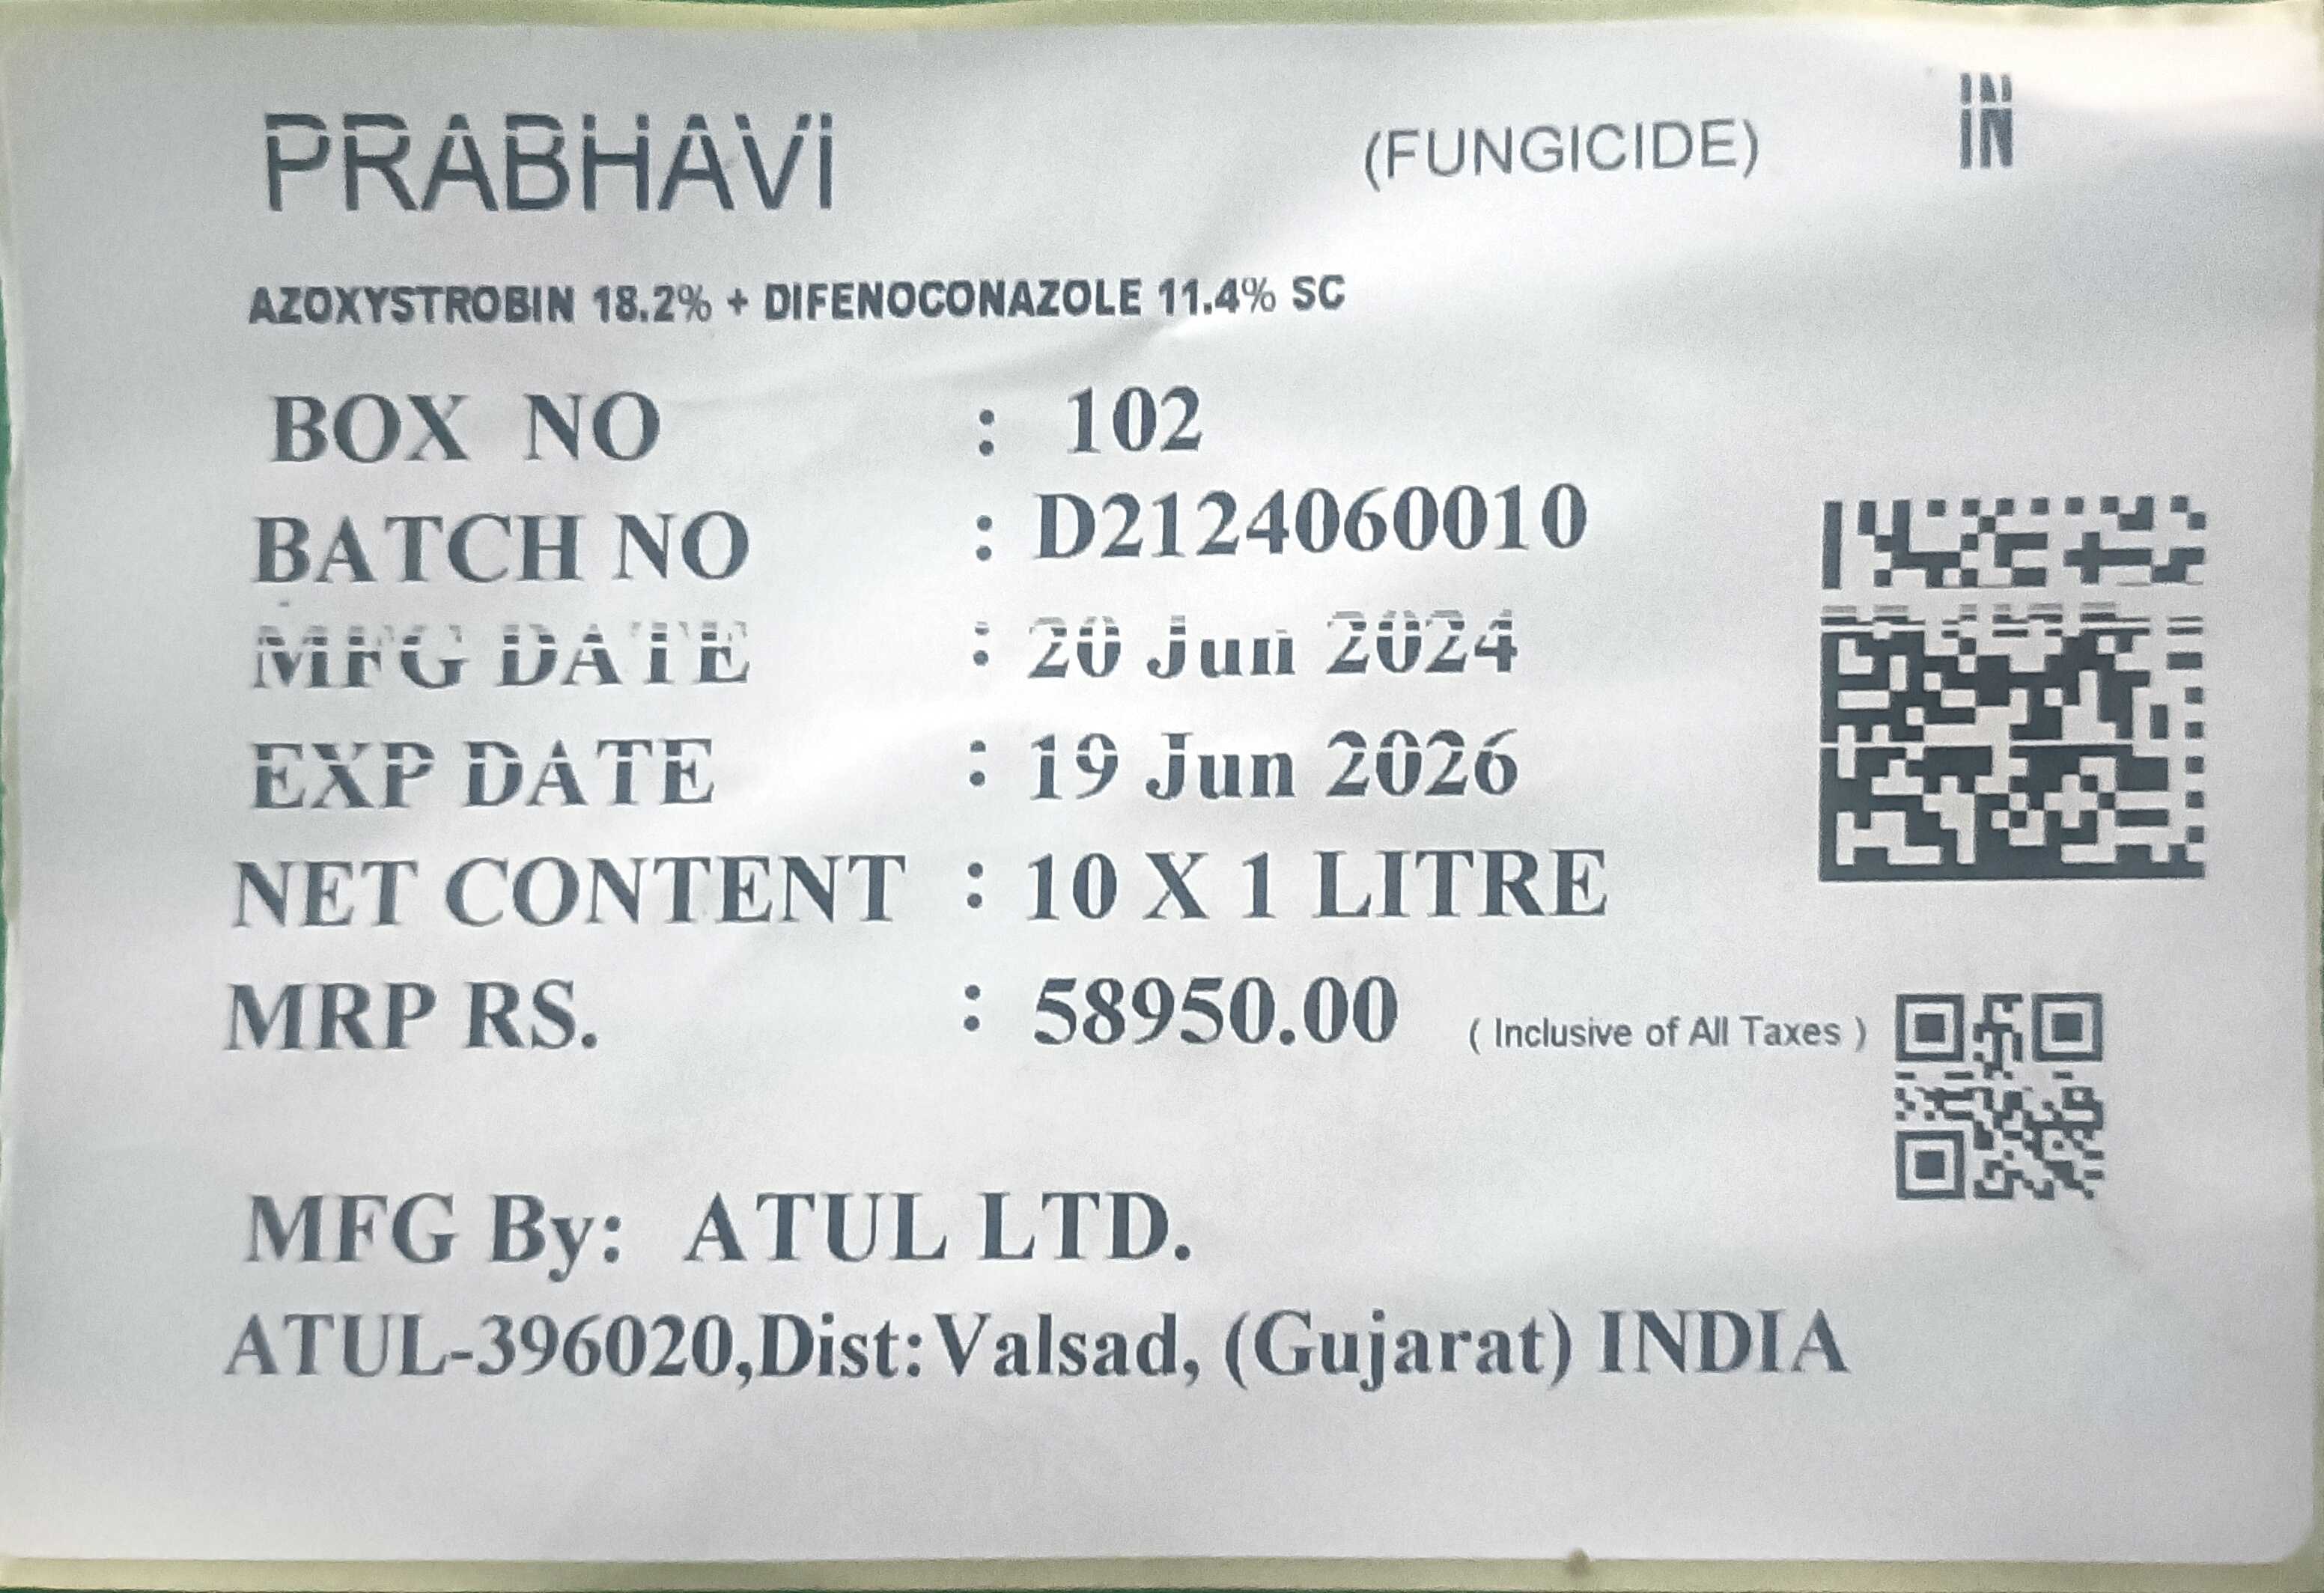 PRABHAVI (FUNGICIDE) IN
AZOXYSTROBIN 18.2% + DIFENOCONAZOLE 11.4% SC
BOX NO : 102
BATCH NO : D2124060010
MFG DATE : 20 Jun 2024
EXP DATE : 19 Jun 2026
NET CONTENT : 10 X 1 LITRE
MRP RS. : 58950.00 ( Inclusive of All Taxes )
MFG By: ATUL LTD.
ATUL-396020,Dist:Valsad, (Gujarat) INDIA